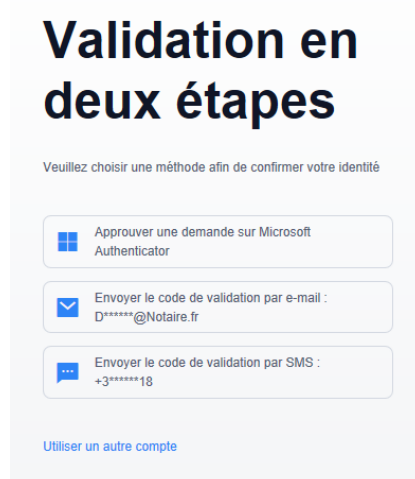 Validation en
deux étapes
Veuillez choisir une méthode afin de confirmer votre identité
Approuver une demande sur Microsoft
Authenticator
Envoyer le code de validation par e-mail :
D******@Notaire.fr
Envoyer le code de validation par SMS :
+3******18
Utiliser un autre compte